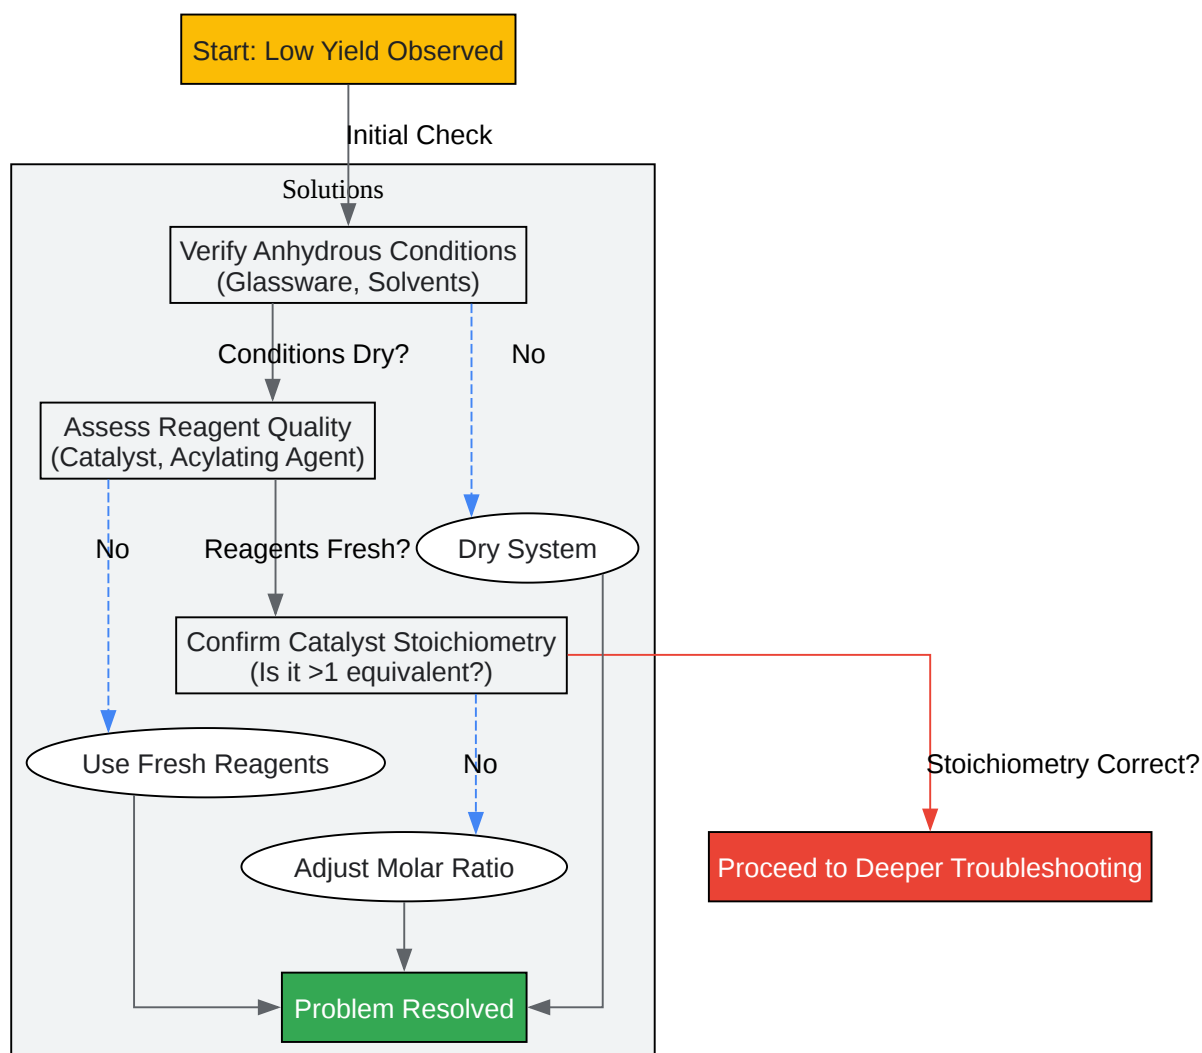 Start: Low Yield Observed
Initial Check
Solutions
Verify Anhydrous Conditions
(Glassware, Solvents)
Conditions Dry?
No
Assess Reagent Quality
(Catalyst, Acylating Agent)
No
Reagents Fresh?
Dry System
Confirm Catalyst Stoichiometry
(Is it >1 equivalent?)
Use Fresh Reagents
No
Stoichiometry Correct?
Adjust Molar Ratio
Proceed to Deeper Troubleshooting
Problem Resolved